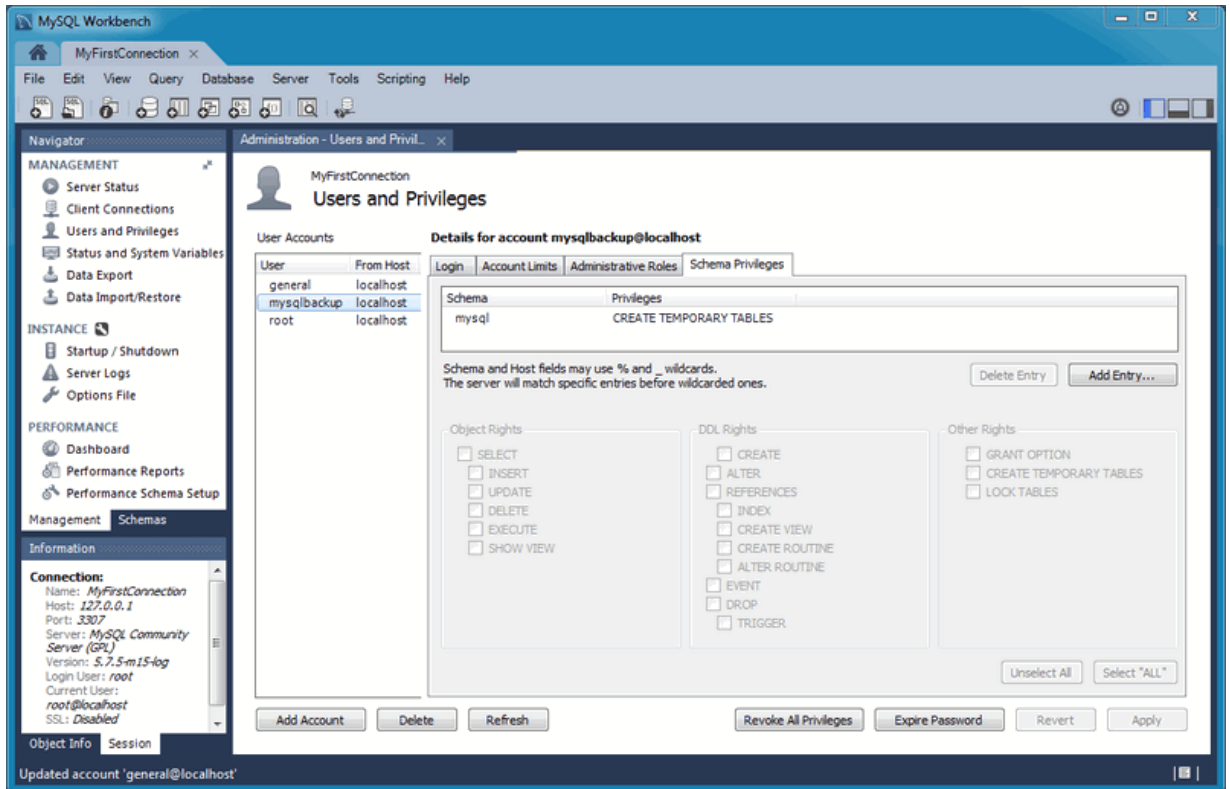 MySQL Workbench
MyFirstConnection
File Edit View Query Database Server Tools Scripting Help
Navigator
MANAGEMENT
Server Status
Client Connections
Users and Privileges
Status and System Variables
Data Export
Data Import/Restore
INSTANCE
Startup / Shutdown
Server Logs
Options File
PERFORMANCE
Dashboard
Performance Reports
Performance Schema Setup
Management Schemas
Information
Connection:
Name: MyFirstConnection
Host: 127.0.0.1
Port: 3307
Server: MySQL Community
Server (GPL)
Version: 5.7.5-m15-log
Login User: root
Current User:
root@localhost
SSL: Disabled
Object Info Session
Administration - Users and Privil...
MyFirstConnection
Users and Privileges
User Accounts
User From Host
general localhost
mysqlbackup localhost
root localhost
Details for account mysqlbackup@localhost
Login Account Limits Administrative Roles Schema Privileges
Schema Privileges
mysql CREATE TEMPORARY TABLES
Schema and Host fields may use % and _ wildcards.
The server will match specific entries before wildcarded ones.
Delete Entry Add Entry...
Object Rights
SELECT
INSERT
UPDATE
DELETE
EXECUTE
SHOW VIEW
DDL Rights
CREATE
ALTER
REFERENCES
INDEX
CREATE VIEW
CREATE ROUTINE
ALTER ROUTINE
EVENT
DROP
TRIGGER
Other Rights
GRANT OPTION
CREATE TEMPORARY TABLES
LOCK TABLES
Unselect All Select "ALL"
Add Account Delete Refresh Revoke All Privileges Expire Password Revert Apply
Updated account 'general@localhost'